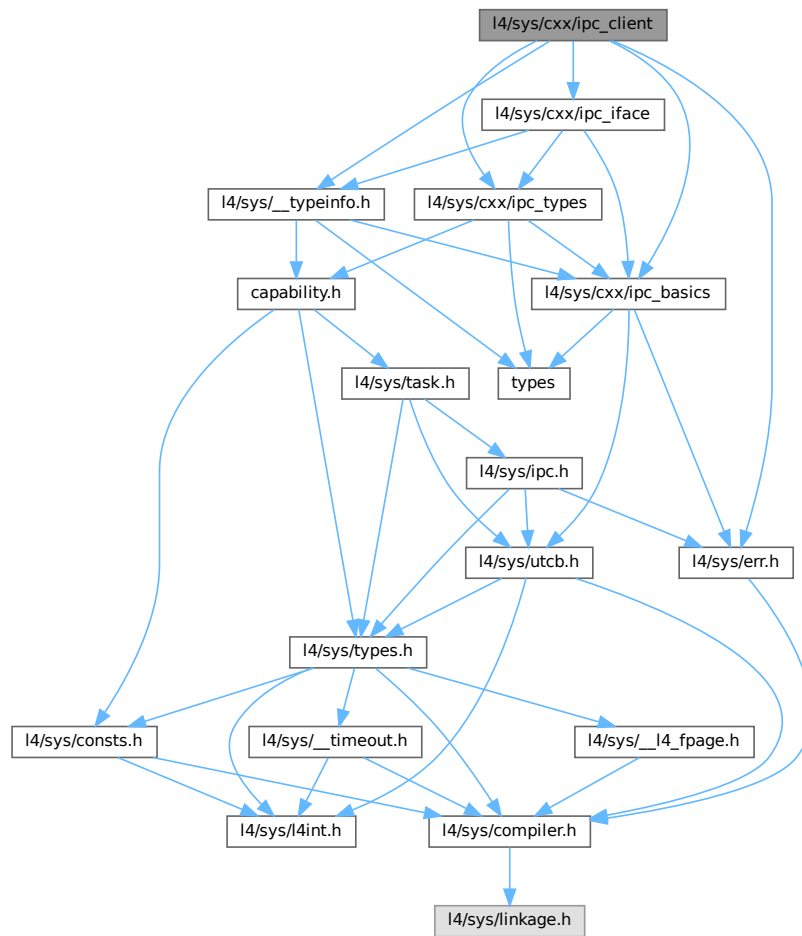 l4/sys/cxx/ipc_client
l4/sys/cxx/ipc_iface
l4/sys/__typeinfo.h
l4/sys/cxx/ipc_types
capability.h
l4/sys/cxx/ipc_basics
l4/sys/task.h
types
l4/sys/ipc.h
l4/sys/utcb.h
l4/sys/err.h
l4/sys/types.h
l4/sys/consts.h
l4/sys/__timeout.h
l4/sys/__l4_fpage.h
l4/sys/l4int.h
l4/sys/compiler.h
l4/sys/linkage.h